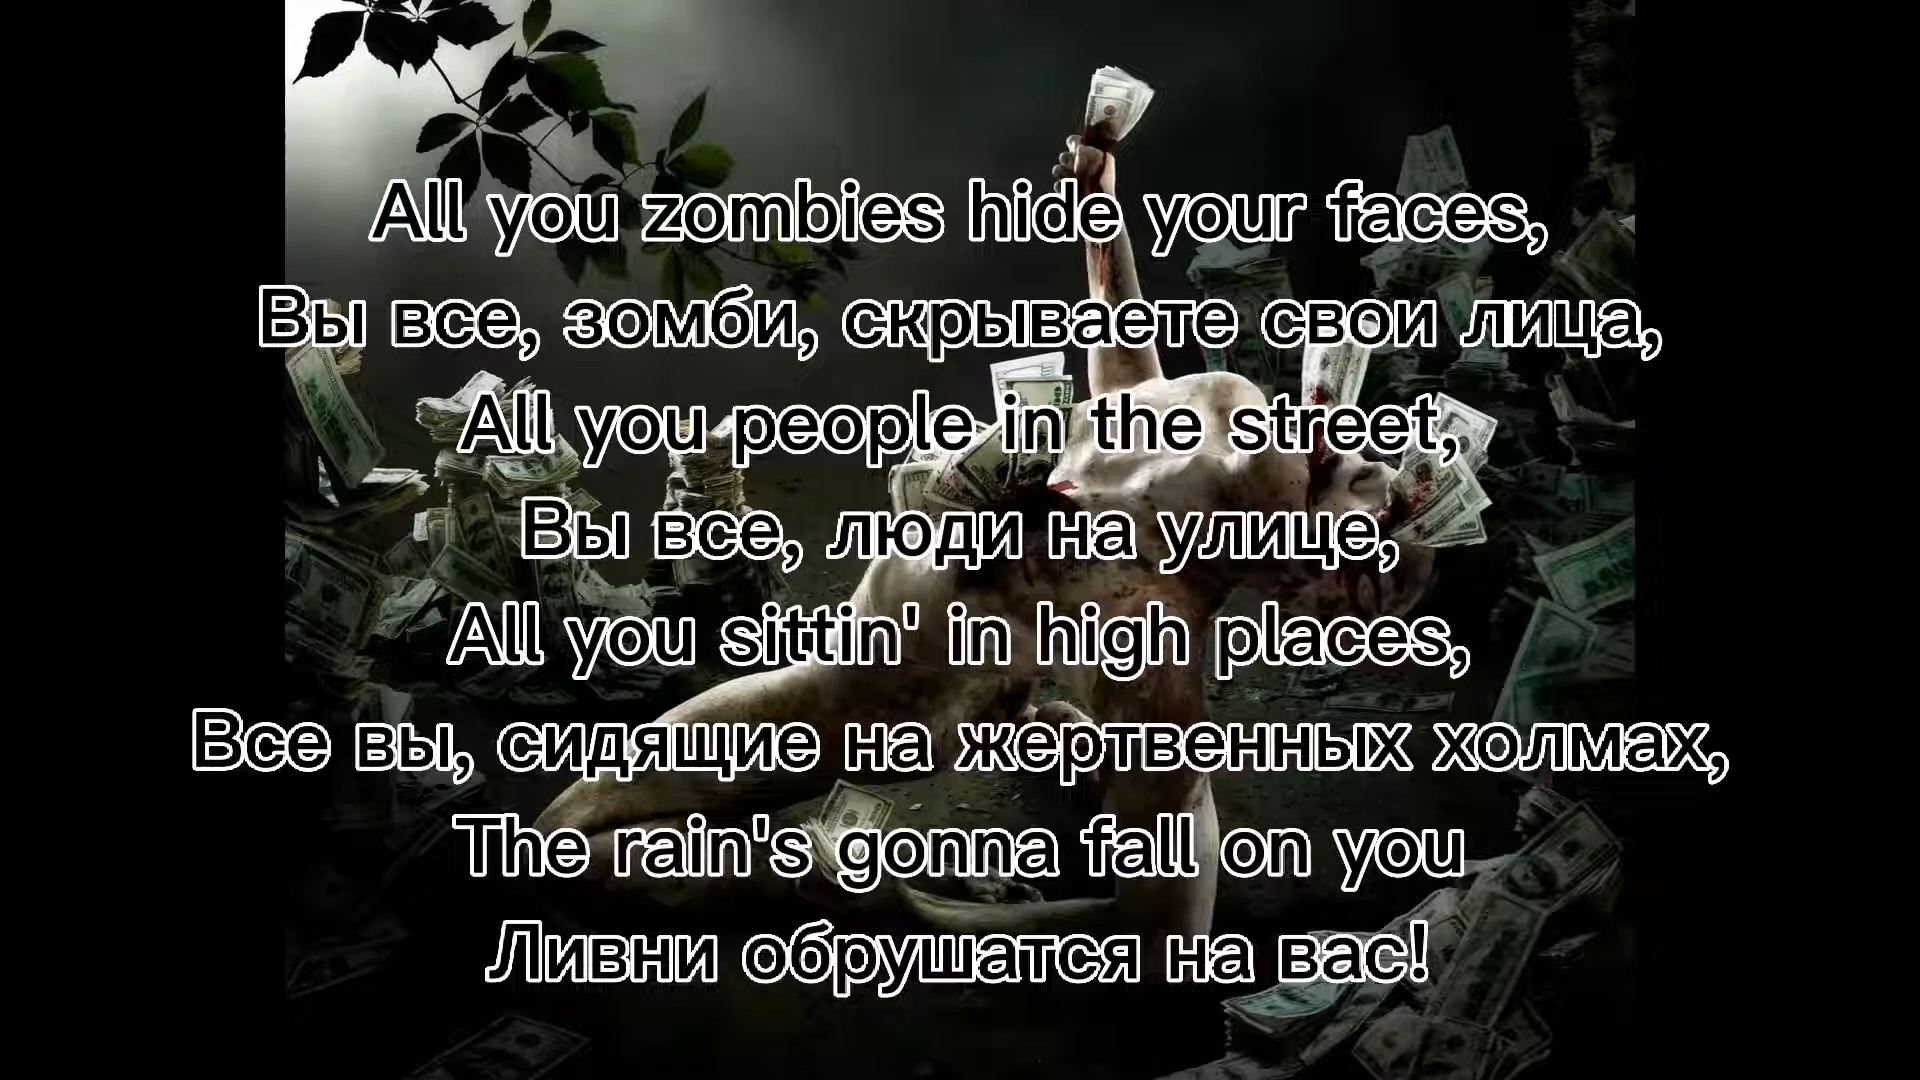 All you zombies hide your faces,
Вы все, зомби, скрываете свои лица,
All you people in the street,
Вы все, люди на улице,
All you sittin' in high places,
Все вы, сидящие на жертвенных холмах,
The rain's gonna fall on you
Ливни обрушатся на вас!